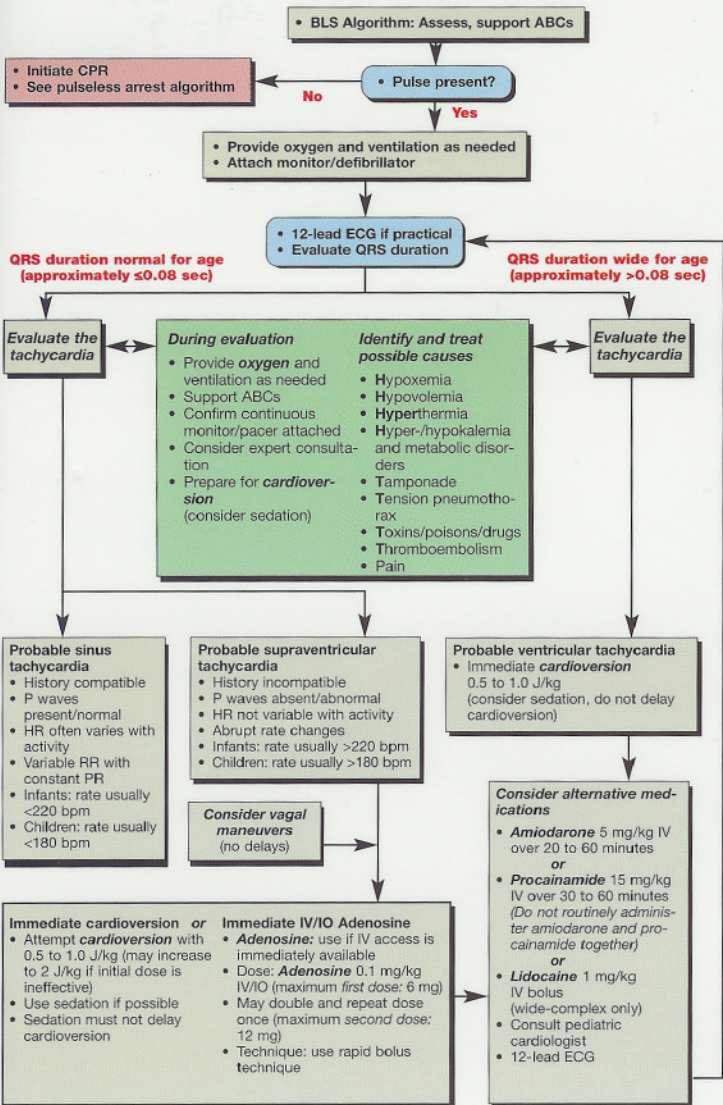 • BLS Algorithm: Assess, support ABCs
• Initiate CPR
• See pulseless arrest algorithm
No
• Pulse present?
Yes
• Provide oxygen and ventilation as needed
• Attach monitor/defibrillator
• 12-lead ECG if practical
• Evaluate QRS duration
QRS duration normal for age
(approximately ≤0.08 sec)
QRS duration wide for age
(approximately >0.08 sec)
Evaluate the
tachycardia
During evaluation
• Provide oxygen and
ventilation as needed
• Support ABCs
• Confirm continuous
monitor/pacer attached
• Consider expert consulta-
tion
• Prepare for cardiover-
sion
(consider sedation)
Identify and treat
possible causes
• Hypoxemia
• Hypovolemia
• Hyperthermia
• Hyper-/hypokalemia
and metabolic disor-
ders
• Tamponade
• Tension pneumotho-
rax
• Toxins/poisons/drugs
• Thromboembolism
• Pain
Evaluate the
tachycardia
Probable sinus
tachycardia
• History compatible
• P waves
present/normal
• HR often varies with
activity
• Variable RR with
constant PR
• Infants: rate usually
<220 bpm
• Children: rate usually
<180 bpm
Probable supraventricular
tachycardia
• History incompatible
• P waves absent/abnormal
• HR not variable with activity
• Abrupt rate changes
• Infants: rate usually >220 bpm
• Children: rate usually >180 bpm
Probable ventricular tachycardia
• Immediate cardioversion
0.5 to 1.0 J/kg
(consider sedation, do not delay
cardioversion)
Consider vagal
maneuvers
(no delays)
Immediate cardioversion or
• Attempt cardioversion with
0.5 to 1.0 J/kg (may increase
to 2 J/kg if initial dose is
ineffective)
• Use sedation if possible
• Sedation must not delay
cardioversion
Immediate IV/IO Adenosine
• Adenosine: use if IV access is
immediately available
• Dose: Adenosine 0.1 mg/kg
IV/IO (maximum first dose: 6 mg)
• May double and repeat dose
once (maximum second dose:
12 mg)
• Technique: use rapid bolus
technique
Consider alternative med-
ications
• Amiodarone 5 mg/kg IV
over 20 to 60 minutes
or
• Procainamide 15 mg/kg
IV over 30 to 60 minutes
(Do not routinely adminis-
ter amiodarone and pro-
cainamide together)
or
• Lidocaine 1 mg/kg
IV bolus
(wide-complex only)
• Consult pediatric
cardiologist
• 12-lead ECG